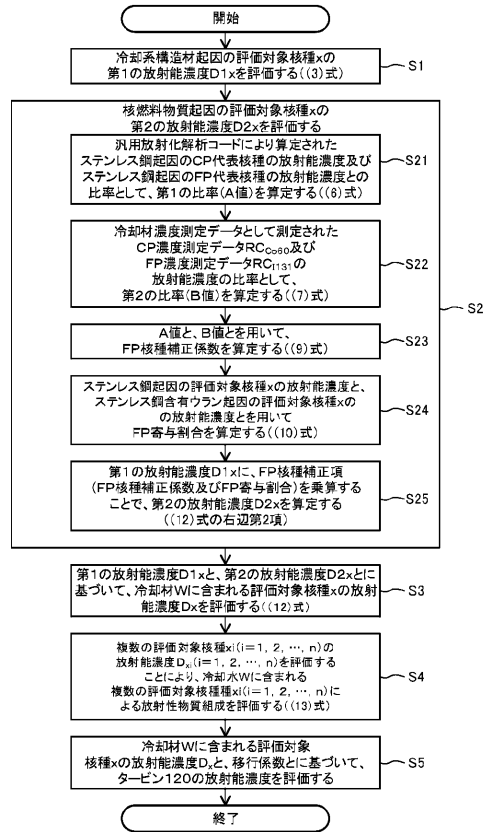 開始
冷却系構造材起因の評価対象核種xの
第1の放射能濃度D1xを評価する((3)式)
S1
核燃料物質起因の評価対象核種xの
第2の放射能濃度D2xを評価する
汎用放射化解析コードにより算定された
ステンレス鋼起因のCP代表核種の放射能濃度及び
ステンレス鋼起因のFP代表核種の放射能濃度との
比率として、第1の比率(A値)を算定する((6)式)
S21
冷却材濃度測定データとして測定された
CP濃度測定データRCCo60及び
FP濃度測定データRCI131の
放射能濃度の比率として、
第2の比率(B値)を算定する((7)式)
S22
S2
A値と、B値とを用いて、
FP核種補正係数を算定する((9)式)
S23
ステンレス鋼起因の評価対象核種xの放射能濃度と、
ステンレス鋼含有ウラン起因の評価対象核種xの
の放射能濃度とを用いて
FP寄与割合を算定する((10)式)
S24
第1の放射能濃度D1xに、FP核種補正項
(FP核種補正係数及びFP寄与割合)を乗算する
ことで、第2の放射能濃度D2xを算定する
((12)式の右辺第2項)
S25
第1の放射能濃度D1xと、第2の放射能濃度D2xとに
基づいて、冷却材Wに含まれる評価対象核種xの放射
能濃度Dxを評価する((12)式)
S3
複数の評価対象核種xi(i=1, 2, …, n)の
放射能濃度Dxi(i=1, 2, …, n)を評価する
ことにより、冷却水Wに含まれる
複数の評価対象核種種xi(i=1, 2, …, n)に
よる放射性物質組成を評価する((13)式)
S4
冷却材Wに含まれる評価対象
核種xの放射能濃度Dxと、移行係数とに基づいて、
タービン120の放射能濃度を評価する
S5
終了